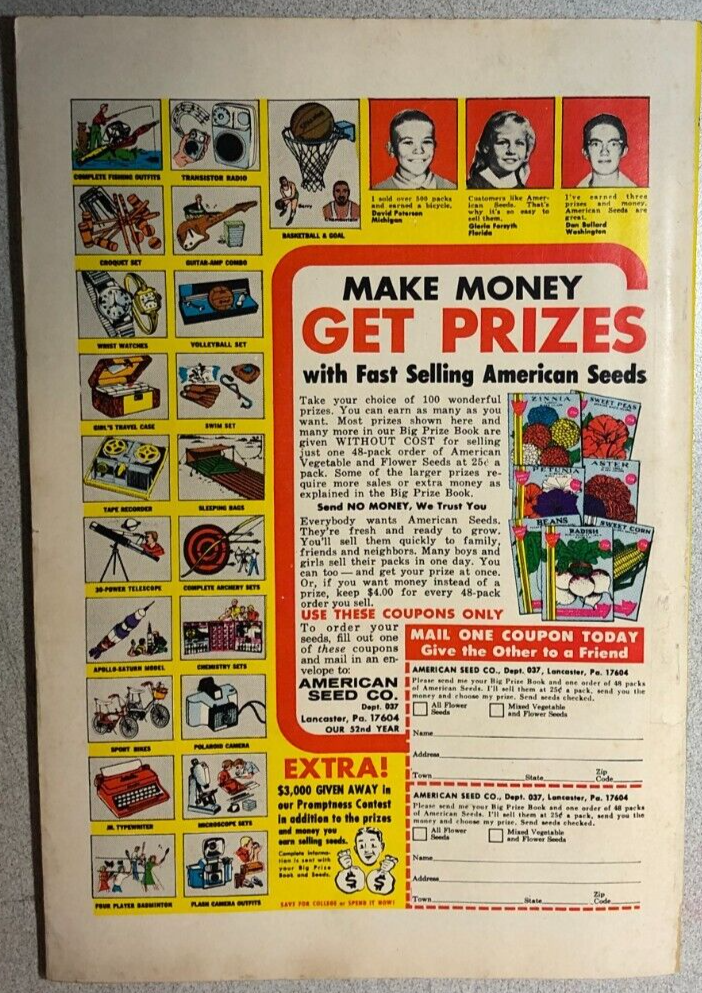 COMPLETE FISHING OUTFITS
TRANSISTOR RADIO
CROQUET SET
GUITAR-AMP COMBO
WRIST WATCHES
VOLLEYBALL SET
GIRL'S TRAVEL CASE
SWIM SET
TAPE RECORDER
SLEEPING BAGS
30-POWER TELESCOPE
COMPLETE ARCHERY SETS
APOLLO-SATURN MODEL
CHEMISTRY SETS
SPORT BIKES
POLAROID CAMERA
JR. TYPEWRITER
MICROSCOPE SETS
FOUR PLAYER BADMINTON
FLASH CAMERA OUTFITS
Barry
BASKETBALL & GOAL
I sold over 500 packs
and earned a bicycle.
David Peterson
Michigan
Customers like Amer-
ican Seeds. That's
why it's so easy to
sell them.
Gloria Forsyth
Florida
I've earned three
prizes and money.
American Seeds are
great.
Dan Ballard
Washington
MAKE MONEY
GET PRIZES
with Fast Selling American Seeds
Take your choice of 100 wonderful
prizes. You can earn as many as you
want. Most prizes shown here and
many more in our Big Prize Book are
given WITHOUT COST for selling
just one 48-pack order of American
Vegetable and Flower Seeds at 25¢ a
pack. Some of the larger prizes re-
quire more sales or extra money as
explained in the Big Prize Book.
Send NO MONEY, We Trust You
Everybody wants American Seeds.
They're fresh and ready to grow.
You'll sell them quickly to family,
friends and neighbors. Many boys and
girls sell their packs in one day. You
can too — and get your prize at once.
Or, if you want money instead of a
prize, keep $4.00 for every 48-pack
order you sell.
ZINNIA
SWEET PEAS
PETUNIA
ASTER
BEANS
RADISH
SWEET CORN
USE THESE COUPONS ONLY
To order your
seeds, fill out one
of these coupons
and mail in an en-
velope to:
AMERICAN
SEED CO.
Dept. 037
Lancaster, Pa. 17604
OUR 52nd YEAR
EXTRA!
$3,000 GIVEN AWAY in
our Promptness Contest
in addition to the prizes
and money you
earn selling seeds.
Complete informa-
tion is sent with
your Big Prize
Book and Seeds.
$ $
SAVE FOR COLLEGE or SPEND IT NOW!
MAIL ONE COUPON TODAY
Give the Other to a Friend
AMERICAN SEED CO., Dept. 037, Lancaster, Pa. 17604
Please send me your Big Prize Book and one order of 48 packs
of American Seeds. I'll sell them at 25¢ a pack, send you the
money and choose my prize. Send seeds checked.
All Flower
Seeds
Mixed Vegetable
and Flower Seeds
Name
Address
Town State Zip Code
AMERICAN SEED CO., Dept. 037, Lancaster, Pa. 17604
Please send me your Big Prize Book and one order of 48 packs
of American Seeds. I'll sell them at 25¢ a pack, send you the
money and choose my prize. Send seeds checked.
All Flower
Seeds
Mixed Vegetable
and Flower Seeds
Name
Address
Town State Zip Code